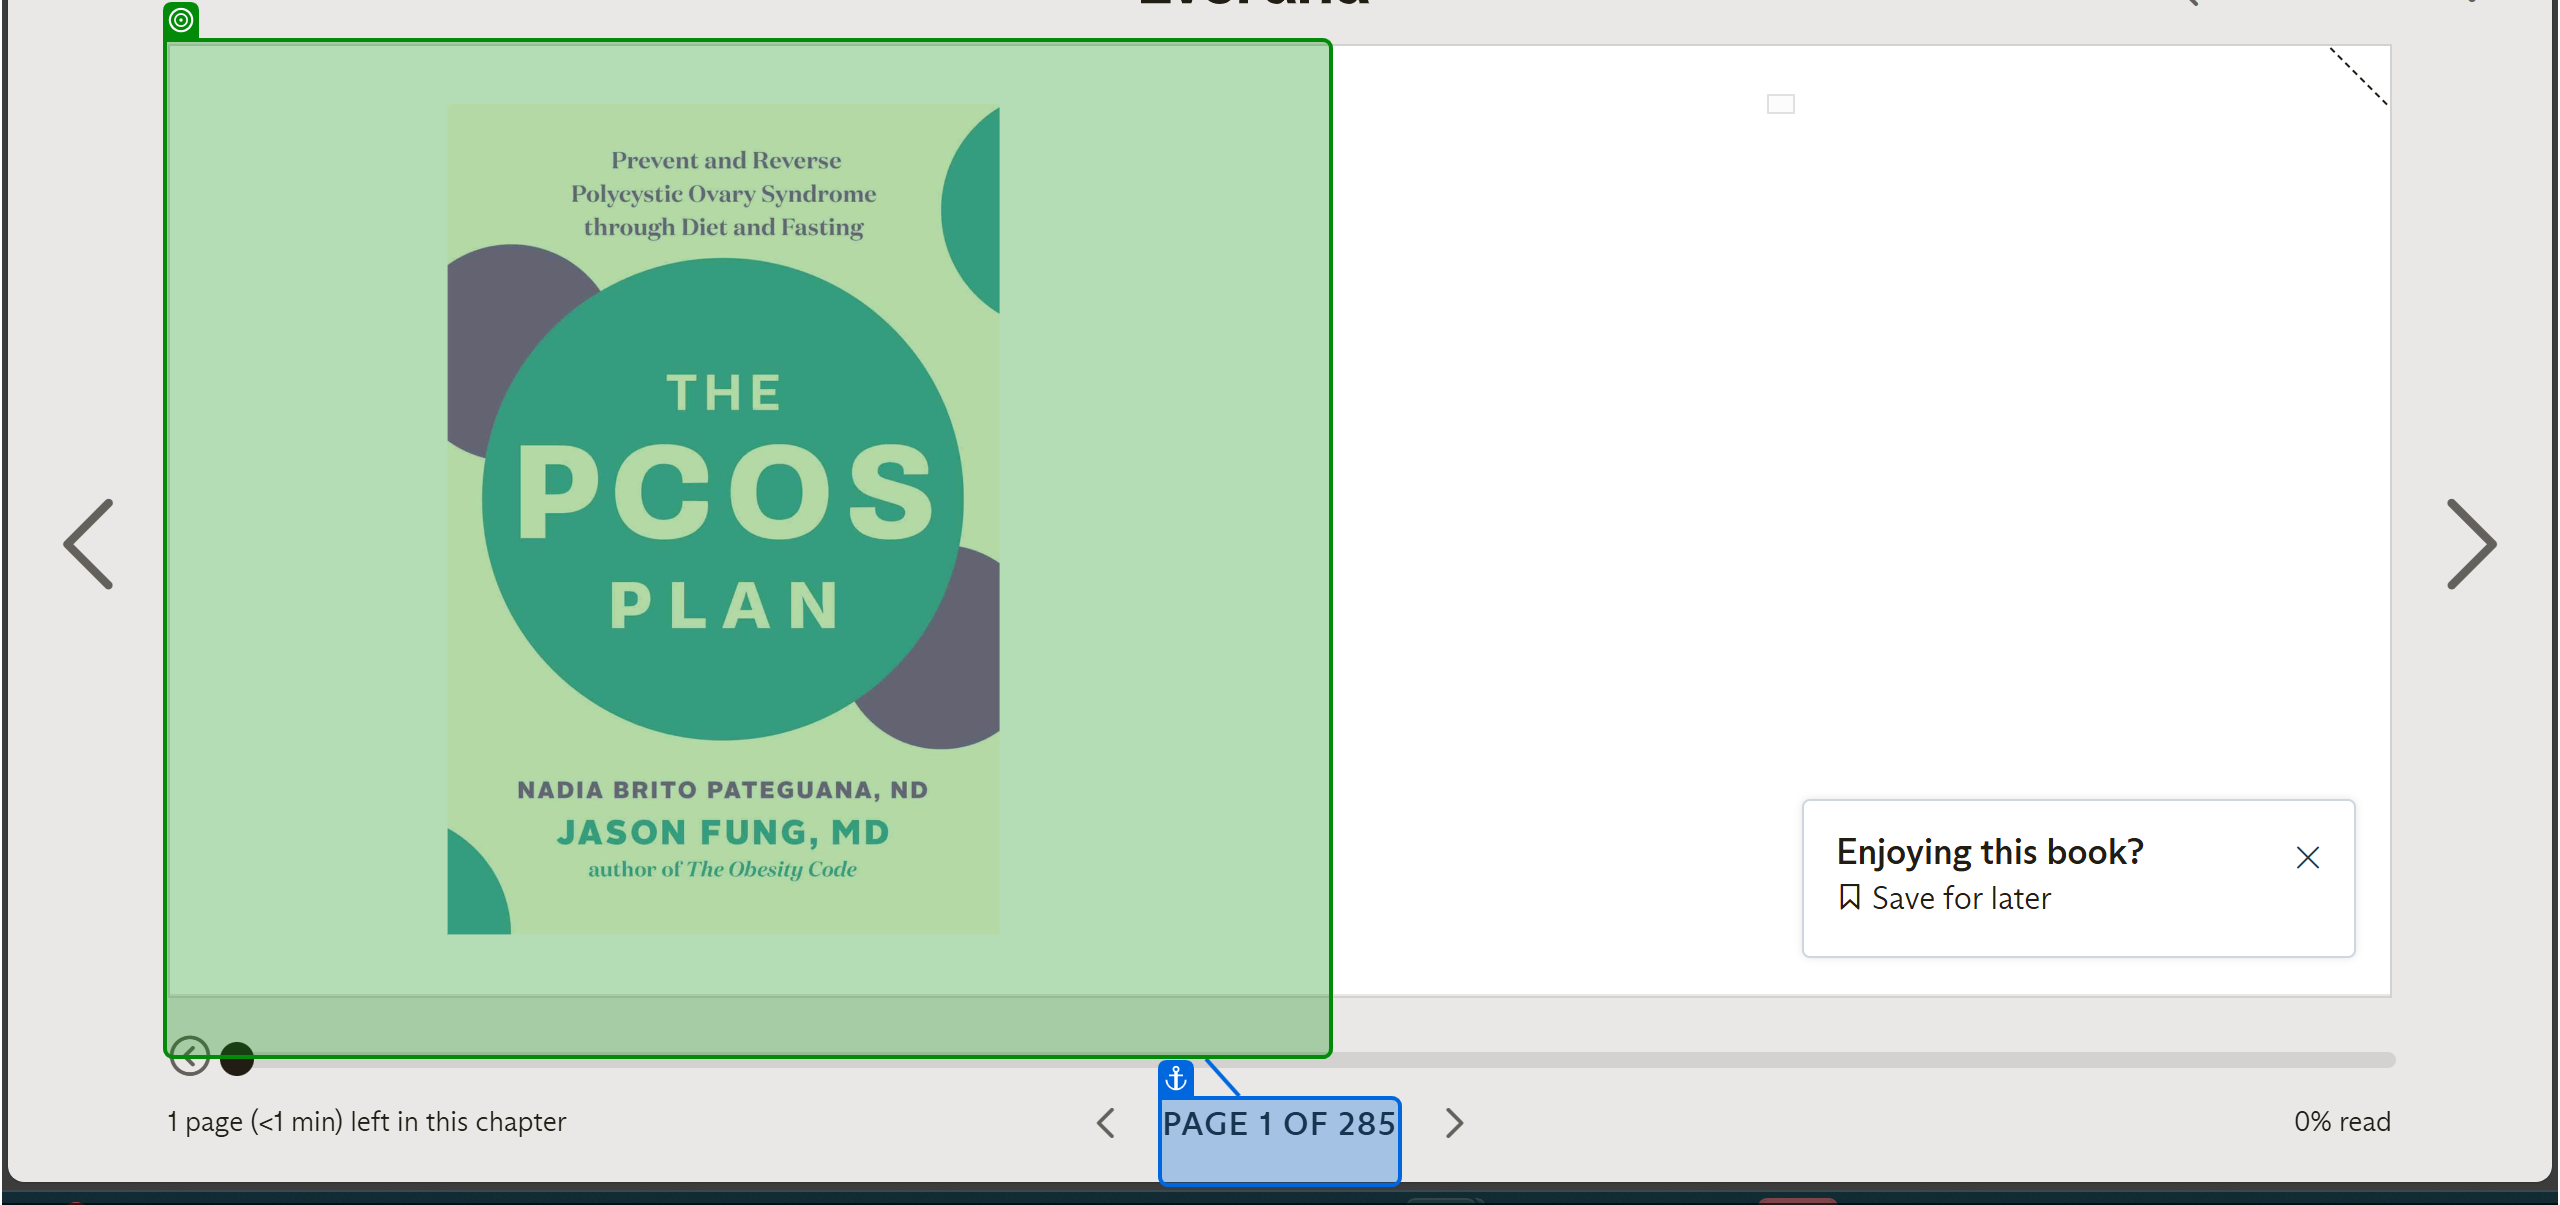 Prevent and Reverse
Polycystic Ovary Syndrome
through Diet and Fasting
THE
PCOS
PLAN
NADIA BRITO PATEGUANA, ND
JASON FUNG, MD
author of The Obesity Code
Enjoying this book?
Save for later
1 page (<1 min) left in this chapter
PAGE 1 OF 285
0% read